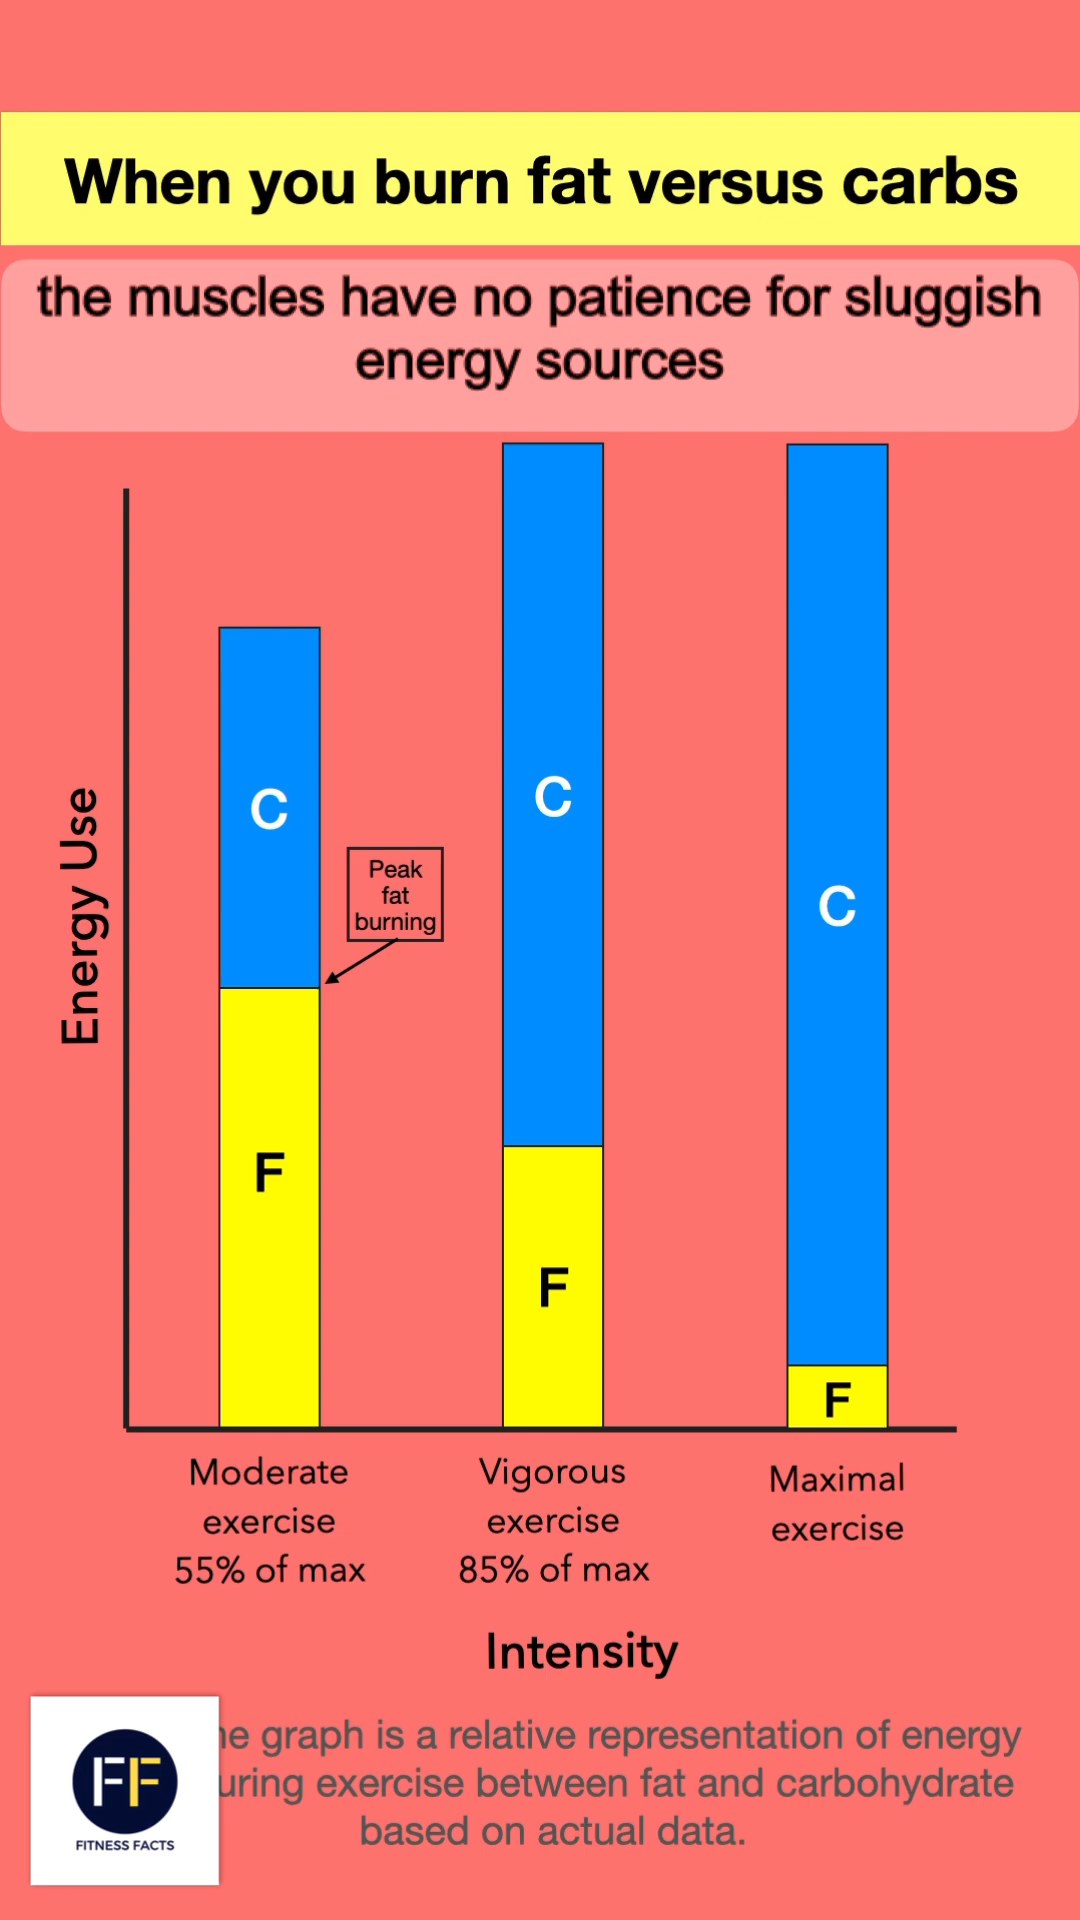 When you burn fat versus carbs
the muscles have no patience for sluggish
energy sources
C
C
C
Peak
fat
burning
Energy Use
F
F
F
Moderate
exercise
55% of max
Vigorous
exercise
85% of max
Maximal
exercise
Intensity
he graph is a relative representation of energy
uring exercise between fat and carbohydrate
based on actual data.
FF
FITNESS FACTS